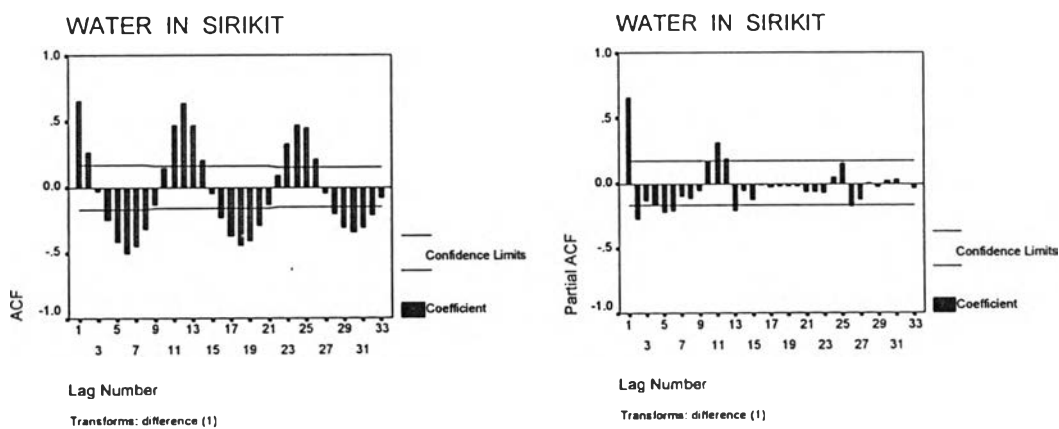 WATER IN SIRIKIT
1.0
.5
0.0
-.5
-1.0
ACF
1 5 9 13 17 21 25 29 33
3 7 11 15 19 23 27 31
Confidence Limits
Coefficient
Lag Number
Transforms: difference (1)
WATER IN SIRIKIT
1.0
.5
0.0
-.5
-1.0
Partial ACF
1 5 9 13 17 21 25 29 33
3 7 11 15 19 23 27 31
Confidence Limits
Coefficient
Lag Number
Transforms: difference (1)